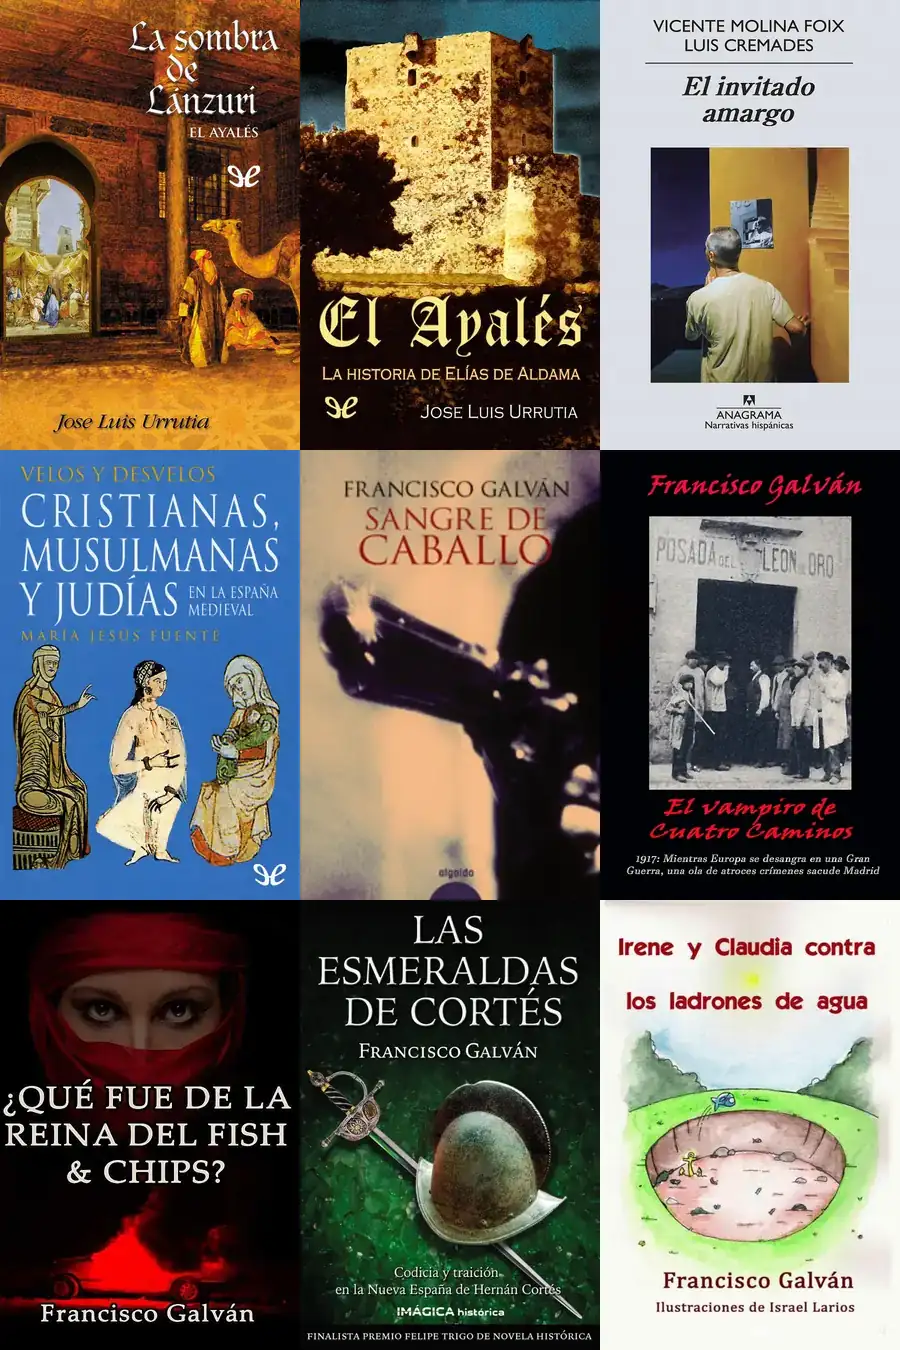 La sombra
de
Lánzuri
EL AYALÉS
Jose Luis Urrutia
El Ayalés
LA HISTORIA DE ELÍAS DE ALDAMA
JOSE LUIS URRUTIA
VICENTE MOLINA FOIX
LUIS CREMADES
El invitado
amargo
ANAGRAMA
Narrativas hispánicas
VELOS Y DESVELOS
CRISTIANAS,
MUSULMANAS
Y JUDÍAS EN LA ESPAÑA
MEDIEVAL
MARÍA JESÚS FUENTE
FRANCISCO GALVÁN
SANGRE DE
CABALLO
algaida
Francisco Galván
POSADA DEL LEON DE ORO
El vampiro de
Cuatro Caminos
1917: Mientras Europa se desangra en una Gran
Guerra, una ola de atroces crímenes sacude Madrid
¿QUÉ FUE DE LA
REINA DEL FISH
& CHIPS?
Francisco Galván
LAS
ESMERALDAS
DE CORTÉS
FRANCISCO GALVÁN
Codicia y traición
en la Nueva España de Hernán Cortés
IMÁGICA histórica
FINALISTA PREMIO FELIPE TRIGO DE NOVELA HISTÓRICA
Irene y Claudia contra
los ladrones de agua
Francisco Galván
Ilustraciones de Israel Larios